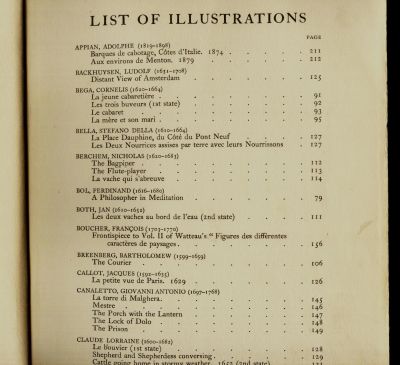 LIST OF ILLUSTRATIONS
PAGE
APPIAN, ADOLPHE (1819-1898)
Barques de cabotage, Côtes d'Italie. 1874 . . . . . 211
Aux environs de Menton. 1879 . . . . . 212
BACKHUYSEN, LUDOLF (1631-1708)
Distant View of Amsterdam . . . . . 125
BEGA, CORNELIS (1620-1664)
La jeune cabaretière . . . . . 91
Les trois buveurs (1st state) . . . . . 92
Le cabaret . . . . . 93
La mère et son mari . . . . . 95
BELLA, STEFANO DELLA (1610-1664)
La Place Dauphine, du Côté du Pont Neuf . . . . . 127
Les Deux Nourrices assises par terre avec leurs Nourrissons . 127
BERCHEM, NICHOLAS (1620-1683)
The Bagpiper . . . . . 112
The Flute-player . . . . . 113
La vache qui s'abreuve . . . . . 114
BOL, FERDINAND (1616-1680)
A Philosopher in Meditation . . . . . 79
BOTH, JAN (1610-1652)
Les deux vaches au bord de l'eau (2nd state) . . . . . 111
BOUCHER, FRANÇOIS (1703-1770)
Frontispiece to Vol. II of Watteau's "Figures des différentes
caractères de paysages . . . . . 156
BREENBERG, BARTHOLOMEW (1599-1659)
The Courier . . . . . 106
CALLOT, JACQUES (1592-1635)
La petite vue de Paris. 1629 . . . . . 126
CANALETTO, GIOVANNI ANTONIO (1697-1768)
La torre di Malghera . . . . . 145
Mestre . . . . . 146
The Porch with the Lantern . . . . . 147
The Lock of Dolo . . . . . 148
The Prison . . . . . 149
CLAUDE LORRAINE (1600-1682)
Le Bouvier (1st state) . . . . . 128
Shepherd and Shepherdess conversing . . . . . 129
Cattle going home in stormy weather. (2nd state)